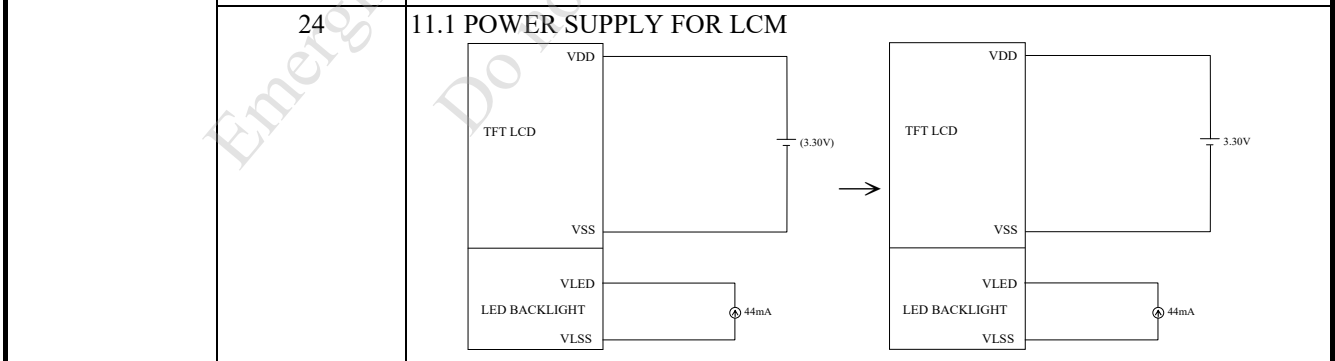 24
11.1 POWER SUPPLY FOR LCM
VDD
TFT LCD
(3.30V)
VSS
VLED
LED BACKLIGHT
44mA
VLSS
VDD
TFT LCD
3.30V
VSS
VLED
LED BACKLIGHT
44mA
VLSS